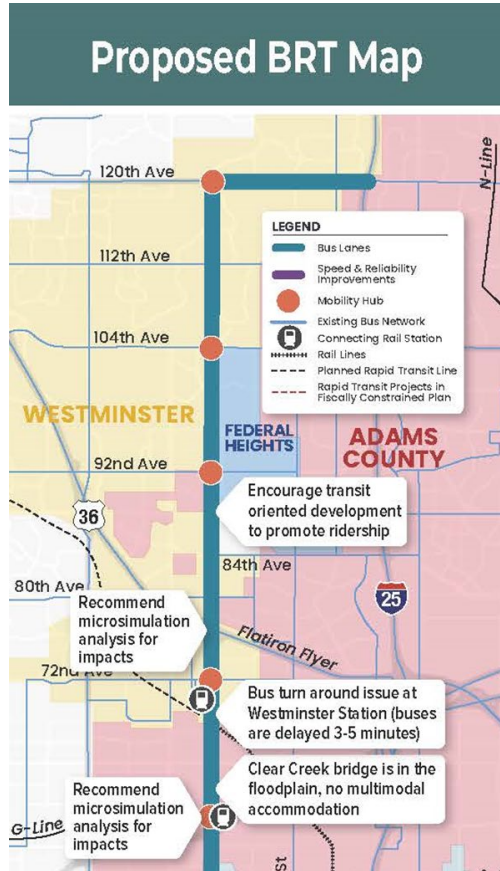 Proposed BRT Map
120th Ave
N-Line
LEGEND
Bus Lanes
Speed & Reliability
Improvements
Mobility Hub
Existing Bus Network
Connecting Rail Station
Rail Lines
Planned Rapid Transit Line
Rapid Transit Projects in
Fiscally Constrained Plan
112th Ave
104th Ave
WESTMINSTER
FEDERAL
HEIGHTS
ADAMS
COUNTY
92nd Ave
36
Encourage transit
oriented development
to promote ridership
84th Ave
80th Ave
25
Recommend
microsimulation
analysis for
impacts
Flatiron Flyer
72nd Ave
Bus turn around issue at
Westminster Station (buses
are delayed 3-5 minutes)
Clear Creek bridge is in the
floodplain, no multimodal
accommodation
Recommend
microsimulation
analysis for
impacts
G-Line